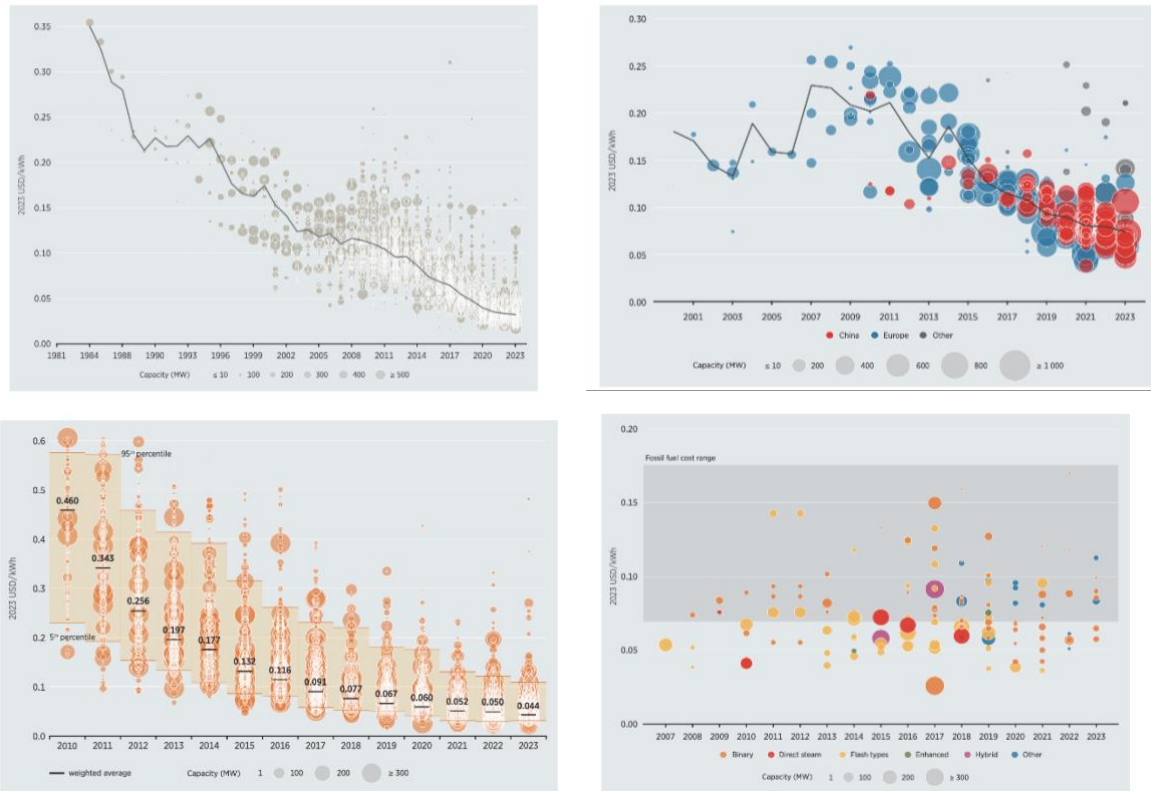 0.35
0.30
0.25
0.20
0.15
0.10
0.05
0.00
2023 USD/kWh
1981 1984 1988 1990 1993 1996 1999 2002 2005 2008 2011 2014 2017 2020 2023
Capacity (MW) ≤ 10 100 200 300 400 ≥ 500
0.30
0.25
0.20
0.15
0.10
0.05
0.00
2023 USD/kWh
2001 2003 2005 2007 2009 2011 2013 2015 2017 2019 2021 2023
China Europe Other
Capacity (MW) ≤ 10 200 400 600 800 ≥ 1 000
0.6
0.5
0.4
0.3
0.2
0.1
0.0
2023 USD/kWh
95th percentile
5th percentile
0.460
0.343
0.256
0.197
0.177
0.132
0.116
0.091
0.077
0.067
0.060
0.052
0.050
0.044
2010 2011 2012 2013 2014 2015 2016 2017 2018 2019 2020 2021 2022 2023
weighted average Capacity (MW) 1 100 200 ≥ 300
0.20
Fossil fuel cost range
0.15
0.10
0.05
0.00
2023 USD/kWh
2007 2008 2009 2010 2011 2012 2013 2014 2015 2016 2017 2018 2019 2020 2021 2022 2023
Binary Direct steam Flash types Enhanced Hybrid Other
Capacity (MW) 1 100 200 ≥ 300